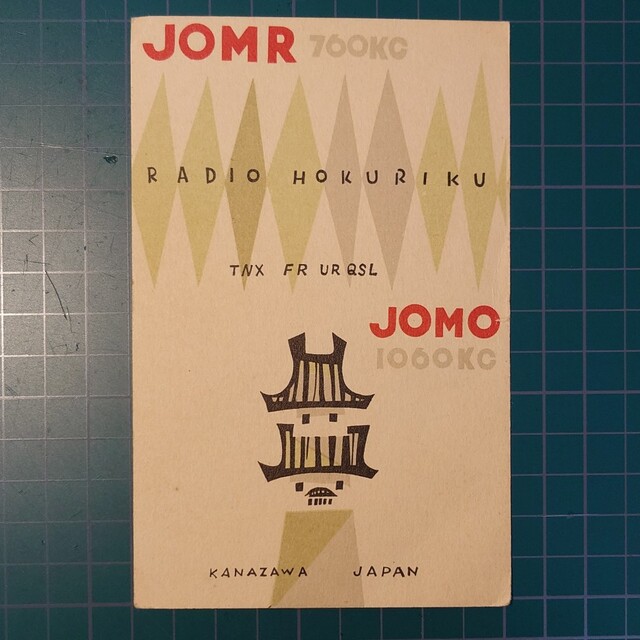 JOMR 760KC
RADIO HOKURIKU
TNX FR UR QSL
JOMO
1060KC
KANAZAWA JAPAN